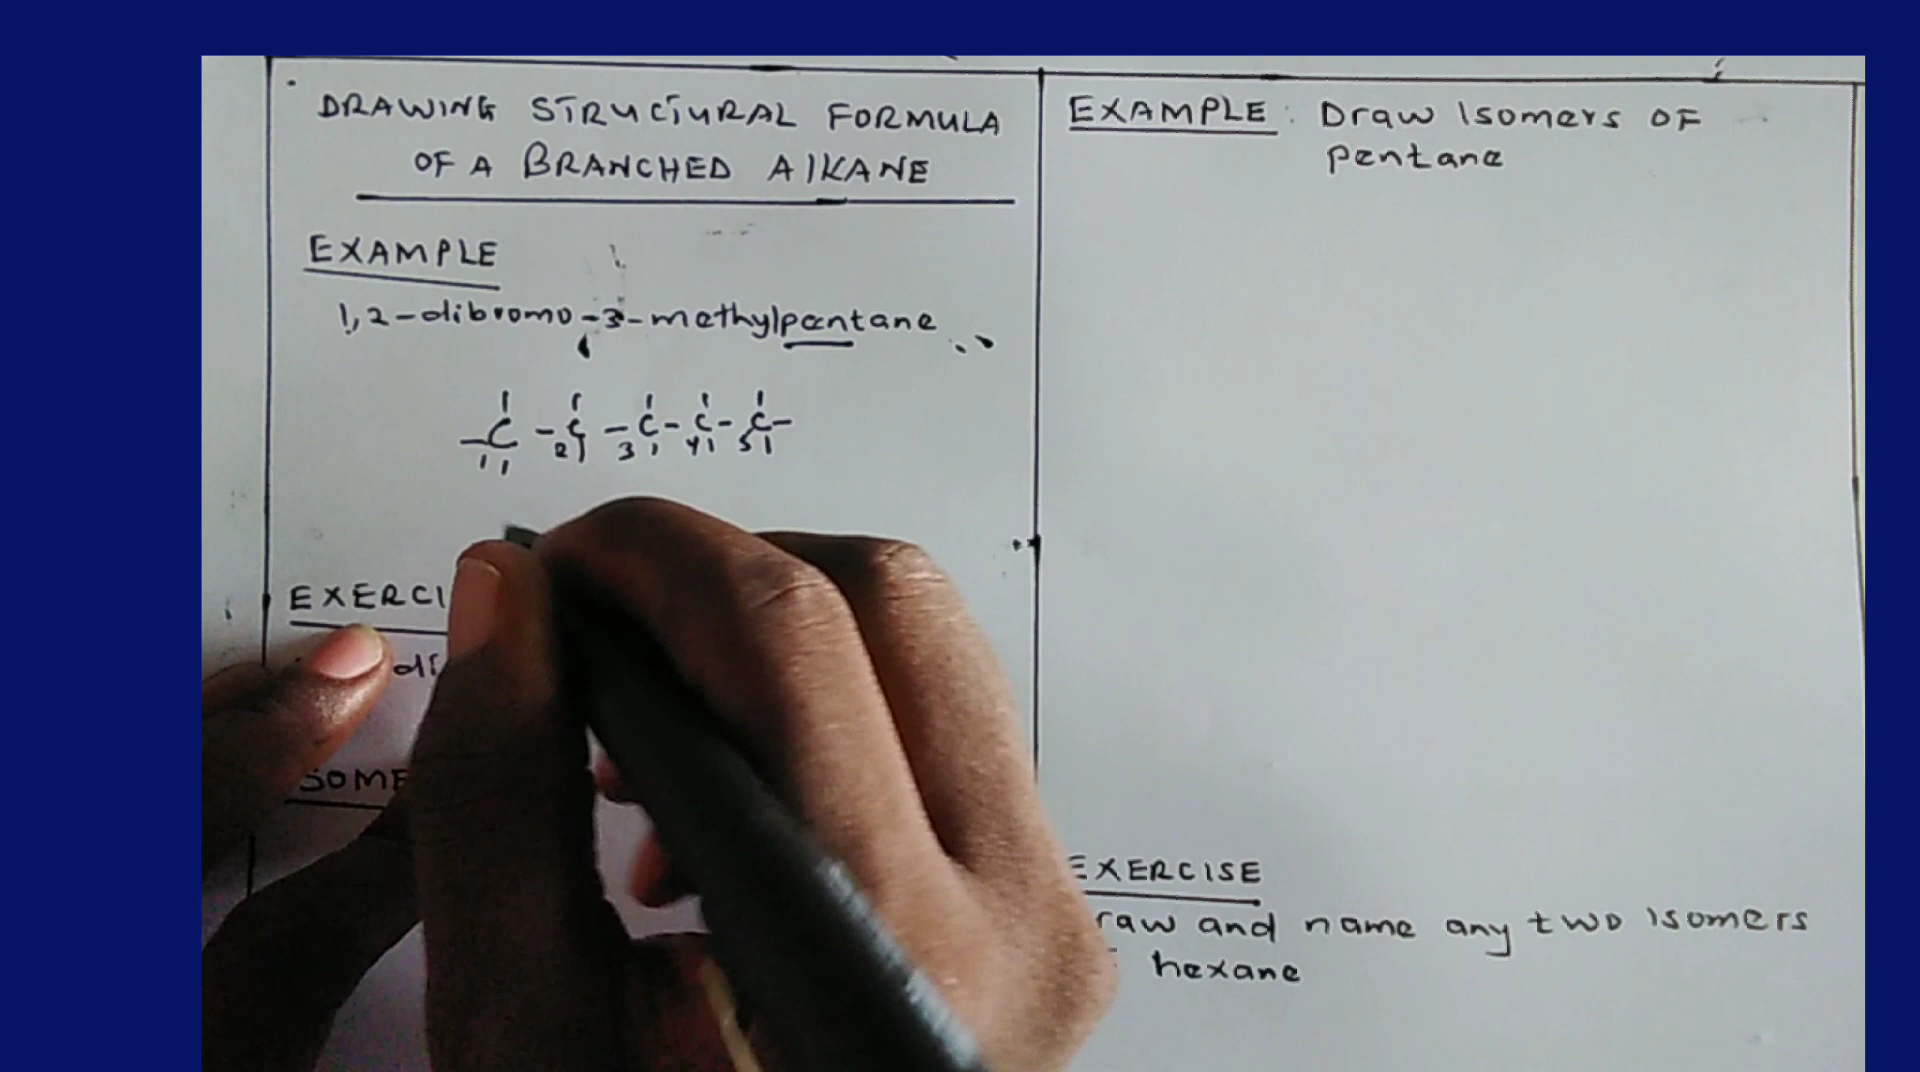 DRAWING STRUCTURAL FORMULA
OF A BRANCHED AlKANE
EXAMPLE
1,2-dibromo-3-methylpentane
-C -C -C-C-C-
1 2 3 4 5
EXERCI
di
SOME
EXAMPLE: Draw Isomers OF
pentane
EXERCISE
raw and name any two Isomers
hexane